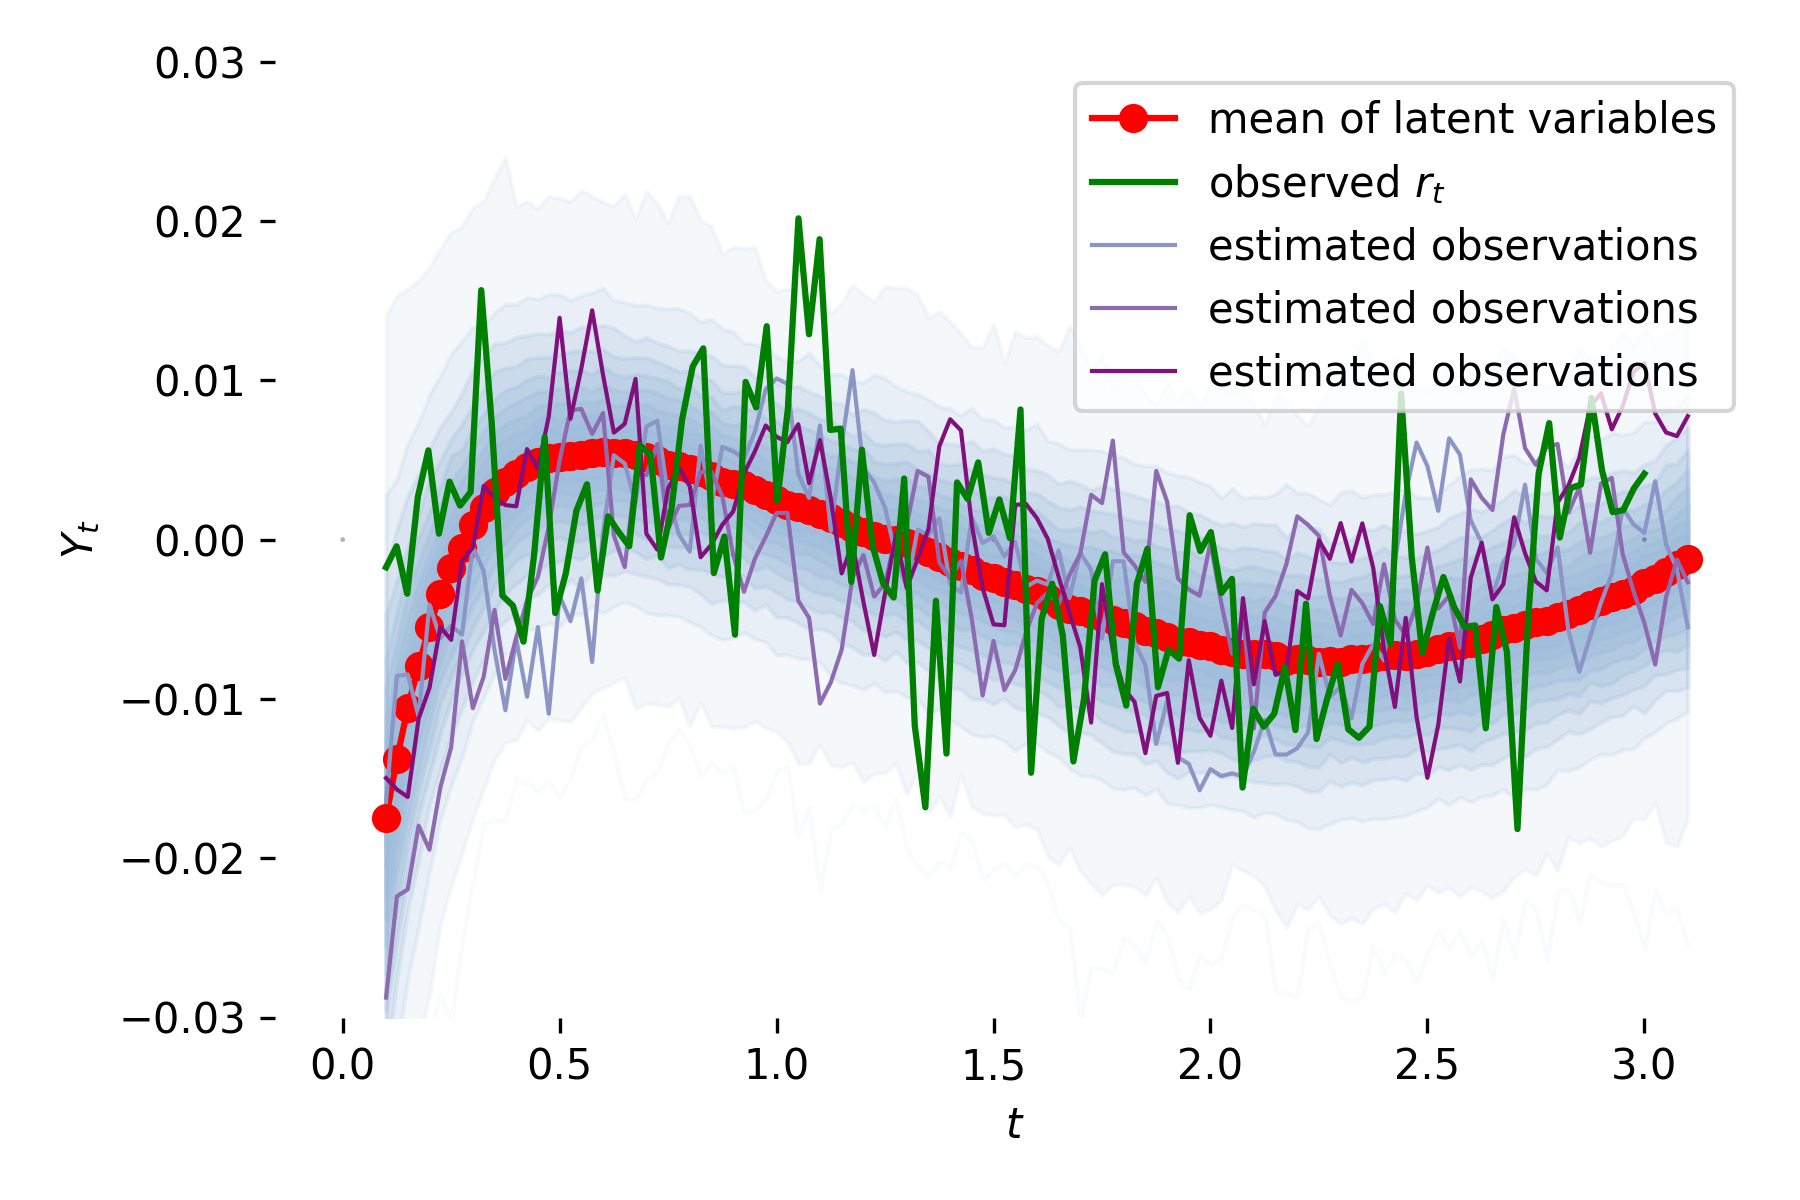 0.03
0.02
0.01
0.00
−0.01
−0.02
−0.03
Y_t
mean of latent variables
observed r_t
estimated observations
estimated observations
estimated observations
0.0 0.5 1.0 1.5 2.0 2.5 3.0
t